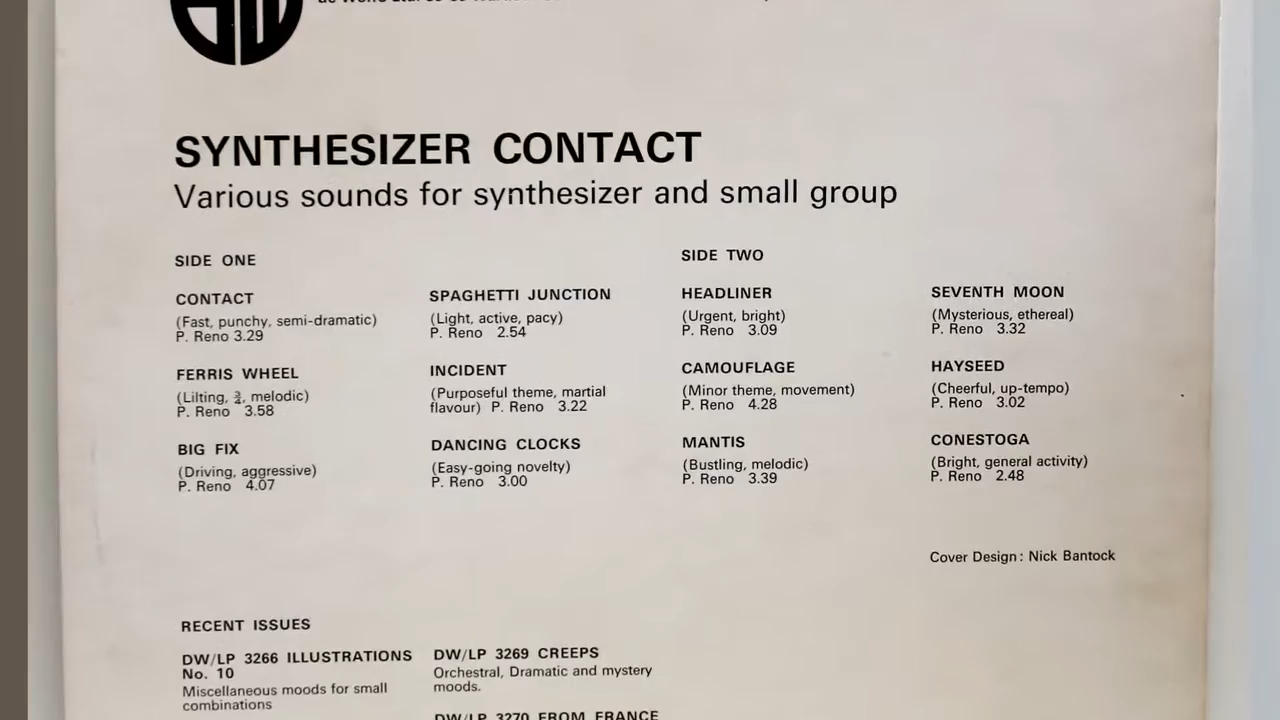 SYNTHESIZER CONTACT
Various sounds for synthesizer and small group
SIDE ONE
CONTACT
(Fast, punchy, semi-dramatic)
P. Reno 3.29
FERRIS WHEEL
(Lilting, ¾, melodic)
P. Reno 3.58
BIG FIX
(Driving, aggressive)
P. Reno 4.07
SPAGHETTI JUNCTION
(Light, active, pacy)
P. Reno 2.54
INCIDENT
(Purposeful theme, martial
flavour) P. Reno 3.22
DANCING CLOCKS
(Easy-going novelty)
P. Reno 3.00
SIDE TWO
HEADLINER
(Urgent, bright)
P. Reno 3.09
CAMOUFLAGE
(Minor theme, movement)
P. Reno 4.28
MANTIS
(Bustling, melodic)
P. Reno 3.39
SEVENTH MOON
(Mysterious, ethereal)
P. Reno 3.32
HAYSEED
(Cheerful, up-tempo)
P. Reno 3.02
CONESTOGA
(Bright, general activity)
P. Reno 2.48
Cover Design: Nick Bantock
RECENT ISSUES
DW/LP 3266 ILLUSTRATIONS
No. 10
Miscellaneous moods for small
combinations
DW/LP 3269 CREEPS
Orchestral, Dramatic and mystery
moods.
DW/LP 3270 FROM FRANCE